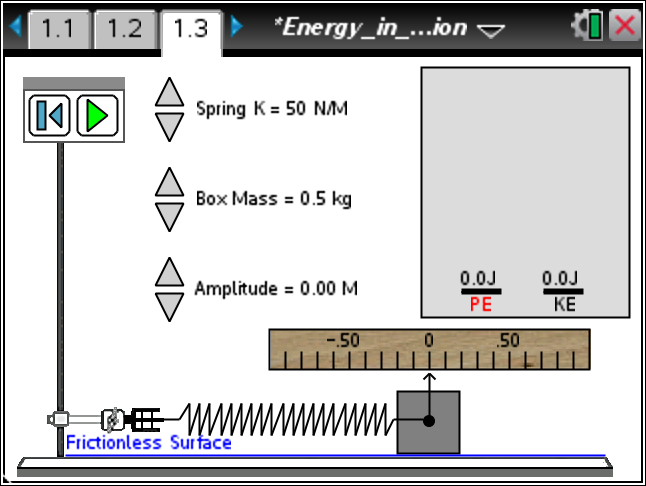 1.1 1.2 1.3 *Energy_in_...ion
Spring K = 50 N/M
Box Mass = 0.5 kg
Amplitude = 0.00 M
0.0J 0.0J
PE KE
-.50 0 .50
Frictionless Surface